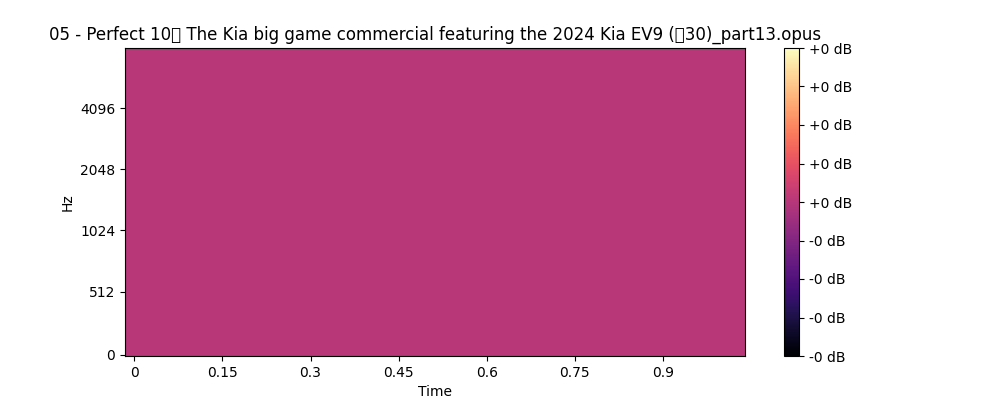 05 - Perfect 10▯ The Kia big game commercial featuring the 2024 Kia EV9 (▯30)_part13.opus
+0 dB
+0 dB
+0 dB
+0 dB
+0 dB
-0 dB
-0 dB
-0 dB
-0 dB
4096
2048
1024
512
0
Hz
0 0.15 0.3 0.45 0.6 0.75 0.9
Time